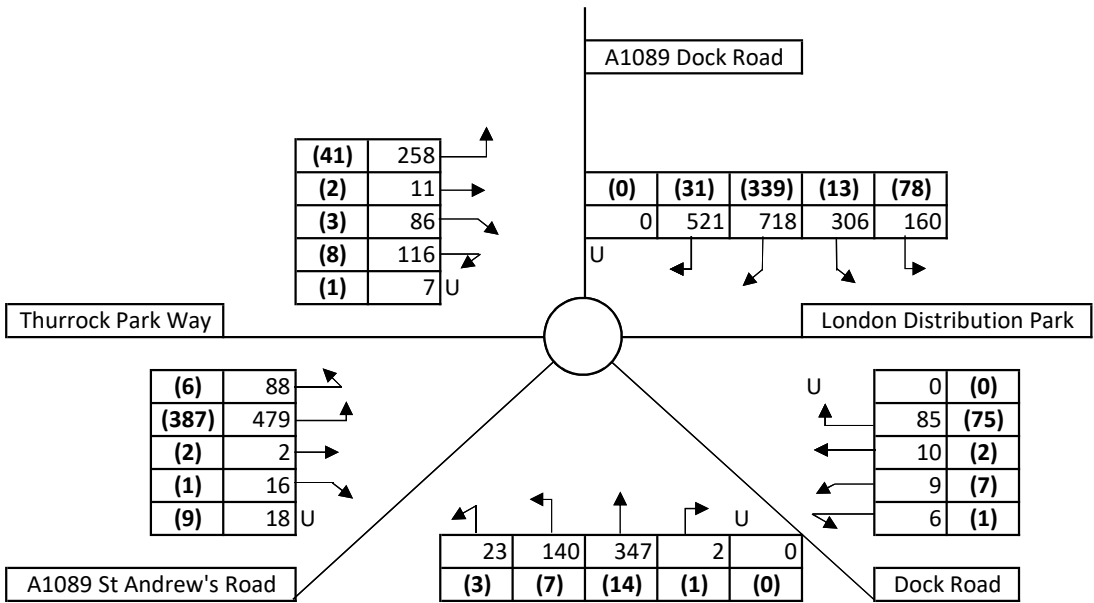 A1089 Dock Road
(41) 258
(2) 11
(3) 86
(8) 116
(1) 7 U
(0) (31) (339) (13) (78)
0 521 718 306 160
U
Thurrock Park Way
London Distribution Park
(6) 88
(387) 479
(2) 2
(1) 16
(9) 18 U
U 0 (0)
85 (75)
10 (2)
9 (7)
6 (1)
U
23 140 347 2 0
(3) (7) (14) (1) (0)
A1089 St Andrew's Road
Dock Road